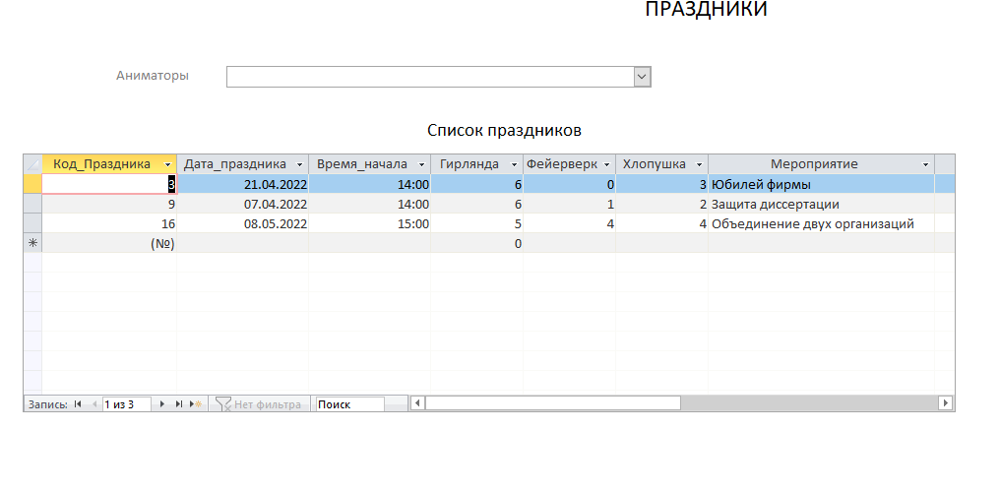 ПРАЗДНИКИ
Аниматоры
Список праздников
Код_Праздника Дата_праздника Время_начала Гирлянда Фейерверк Хлопушка Мероприятие
3 21.04.2022 14:00 6 0 3 Юбилей фирмы
9 07.04.2022 14:00 6 1 2 Защита диссертации
16 08.05.2022 15:00 5 4 4 Объединение двух организаций
(№) 0
Запись: 1 из 3 Нет фильтра Поиск